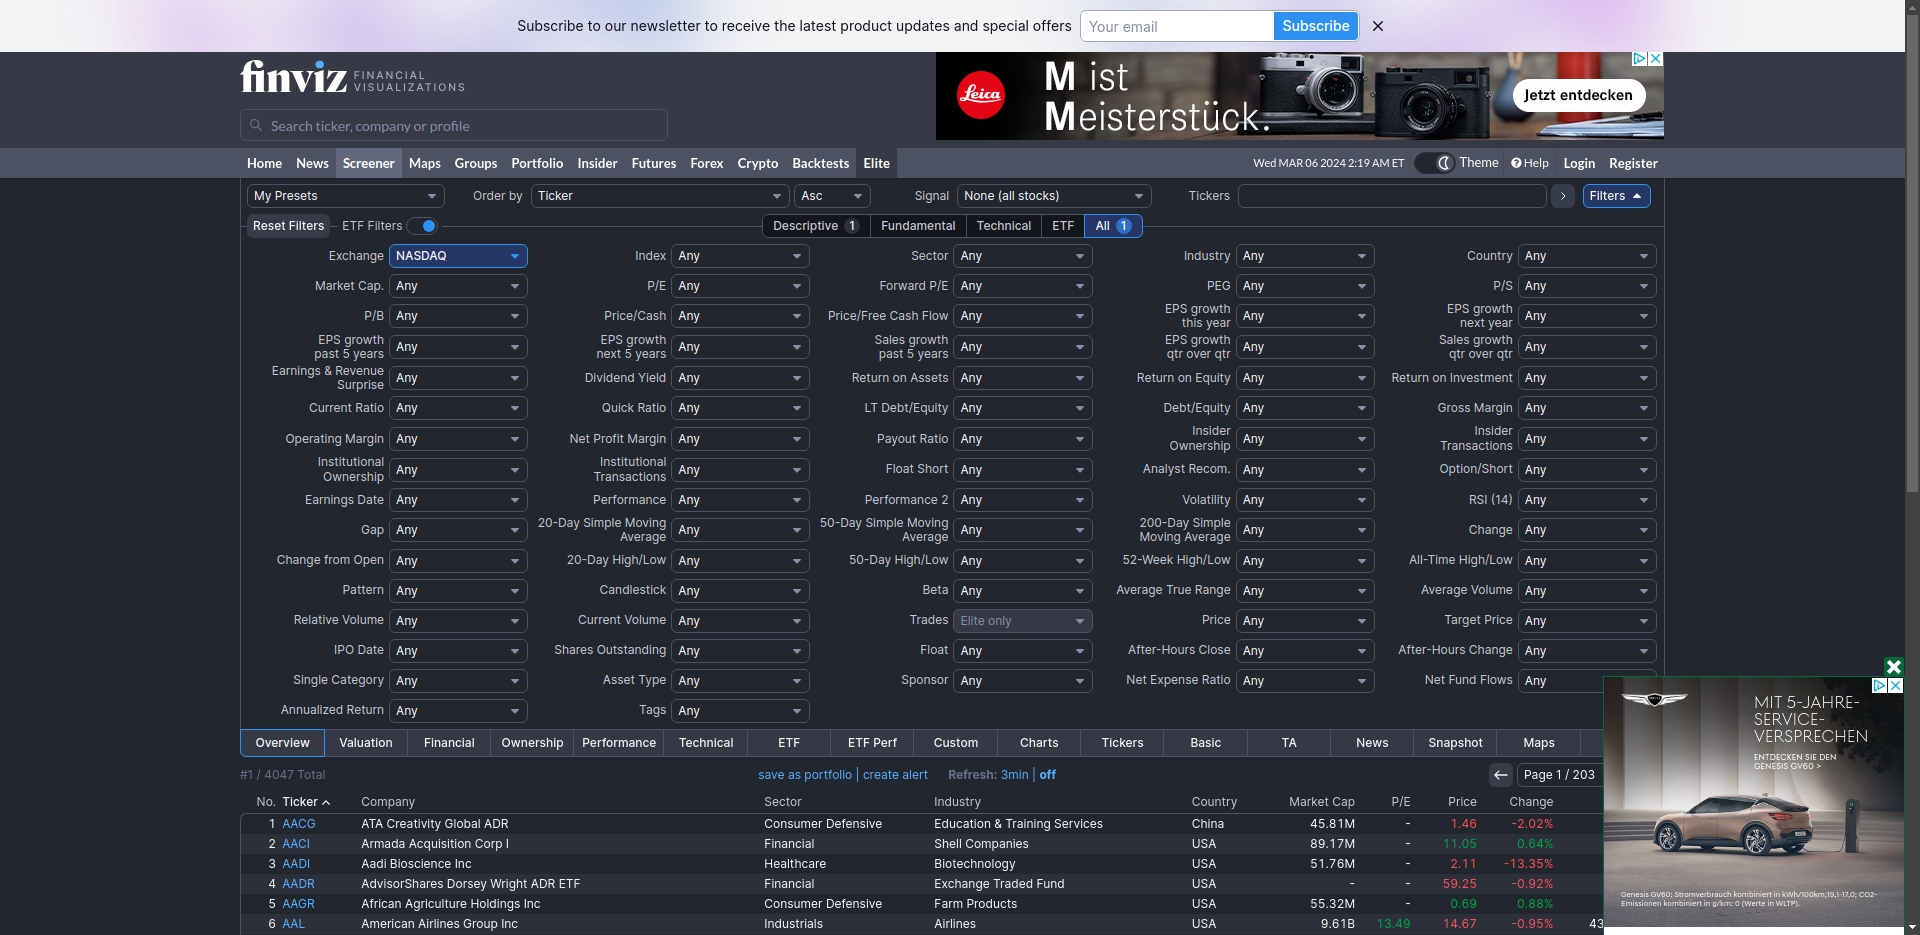 Subscribe to our newsletter to receive the latest product updates and special offers Your email Subscribe
finviz FINANCIAL VISUALIZATIONS
Search ticker, company or profile
Leica
M ist
Meisterstück.
Jetzt entdecken
Home News Screener Maps Groups Portfolio Insider Futures Forex Crypto Backtests Elite Wed MAR 06 2024 2:19 AM ET Theme Help Login Register
My Presets Order by Ticker Asc Signal None (all stocks) Tickers Filters
Reset Filters ETF Filters Descriptive 1 Fundamental Technical ETF All 1
Exchange NASDAQ Index Any Sector Any Industry Any Country Any
Market Cap. Any P/E Any Forward P/E Any PEG Any P/S Any
P/B Any Price/Cash Any Price/Free Cash Flow Any EPS growth this year Any EPS growth next year Any
EPS growth past 5 years Any EPS growth next 5 years Any Sales growth past 5 years Any EPS growth qtr over qtr Any Sales growth qtr over qtr Any
Earnings & Revenue Surprise Any Dividend Yield Any Return on Assets Any Return on Equity Any Return on Investment Any
Current Ratio Any Quick Ratio Any LT Debt/Equity Any Debt/Equity Any Gross Margin Any
Operating Margin Any Net Profit Margin Any Payout Ratio Any Insider Ownership Any Insider Transactions Any
Institutional Ownership Any Institutional Transactions Any Float Short Any Analyst Recom. Any Option/Short Any
Earnings Date Any Performance Any Performance 2 Any Volatility Any RSI (14) Any
Gap Any 20-Day Simple Moving Average Any 50-Day Simple Moving Average Any 200-Day Simple Moving Average Any Change Any
Change from Open Any 20-Day High/Low Any 50-Day High/Low Any 52-Week High/Low Any All-Time High/Low Any
Pattern Any Candlestick Any Beta Any Average True Range Any Average Volume Any
Relative Volume Any Current Volume Any Trades Elite only Price Any Target Price Any
IPO Date Any Shares Outstanding Any Float Any After-Hours Close Any After-Hours Change Any
Single Category Any Asset Type Any Sponsor Any Net Expense Ratio Any Net Fund Flows Any
Annualized Return Any Tags Any
Overview Valuation Financial Ownership Performance Technical ETF ETF Perf Custom Charts Tickers Basic TA News Snapshot Maps
#1 / 4047 Total save as portfolio | create alert Refresh: 3min | off Page 1 / 203
No. Ticker Company Sector Industry Country Market Cap P/E Price Change
1 AACG ATA Creativity Global ADR Consumer Defensive Education & Training Services China 45.81M - 1.46 -2.02%
2 AACI Armada Acquisition Corp I Financial Shell Companies USA 89.17M - 11.05 0.64%
3 AADI Aadi Bioscience Inc Healthcare Biotechnology USA 51.76M - 2.11 -13.35%
4 AADR AdvisorShares Dorsey Wright ADR ETF Financial Exchange Traded Fund USA - - 59.25 -0.92%
5 AAGR African Agriculture Holdings Inc Consumer Defensive Farm Products USA 55.32M - 0.69 0.88%
6 AAL American Airlines Group Inc Industrials Airlines USA 9.61B 13.49 14.67 -0.95% 43
MIT 5-JAHRE-
SERVICE-
VERSPRECHEN
ENTDECKEN SIE DEN
GENESIS GV60 >
Genesis GV60: Stromverbrauch kombiniert in kWh/100km:19,1-17,0; CO2-
Emissionen kombiniert in g/km: 0 (Werte in WLTP).